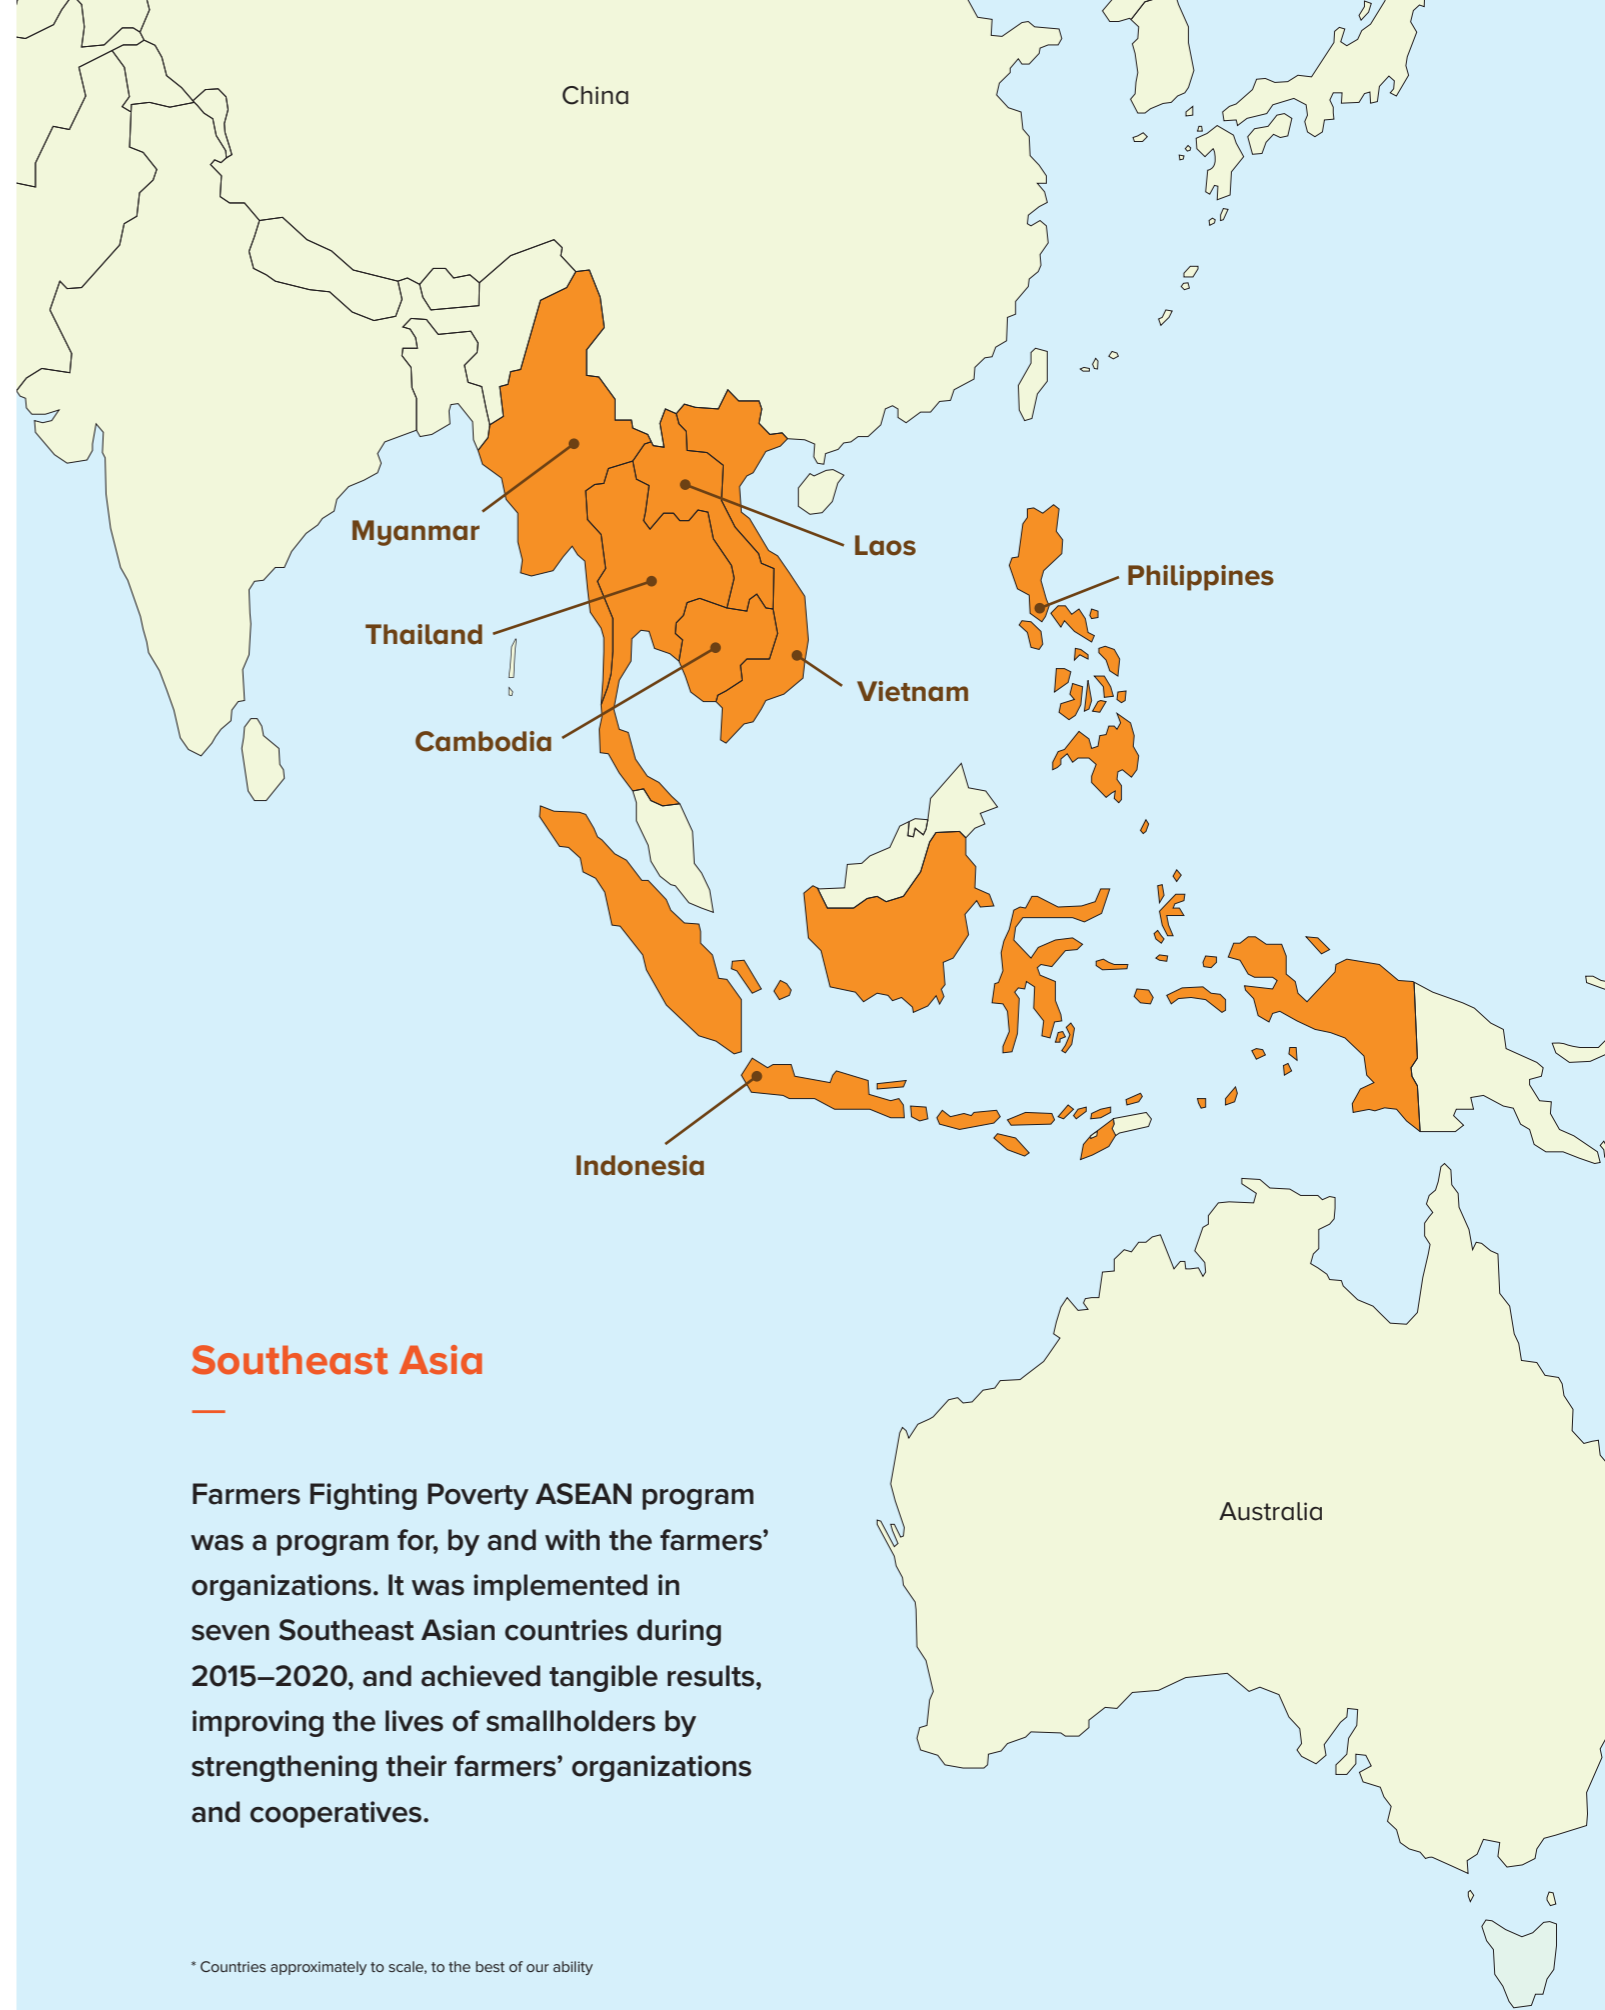 China
Myanmar
Laos
Philippines
Thailand
Vietnam
Cambodia
Indonesia
Southeast Asia
Farmers Fighting Poverty ASEAN program
was a program for, by and with the farmers’
organizations. It was implemented in
seven Southeast Asian countries during
2015–2020, and achieved tangible results,
improving the lives of smallholders by
strengthening their farmers’ organizations
and cooperatives.
Australia
* Countries approximately to scale, to the best of our ability